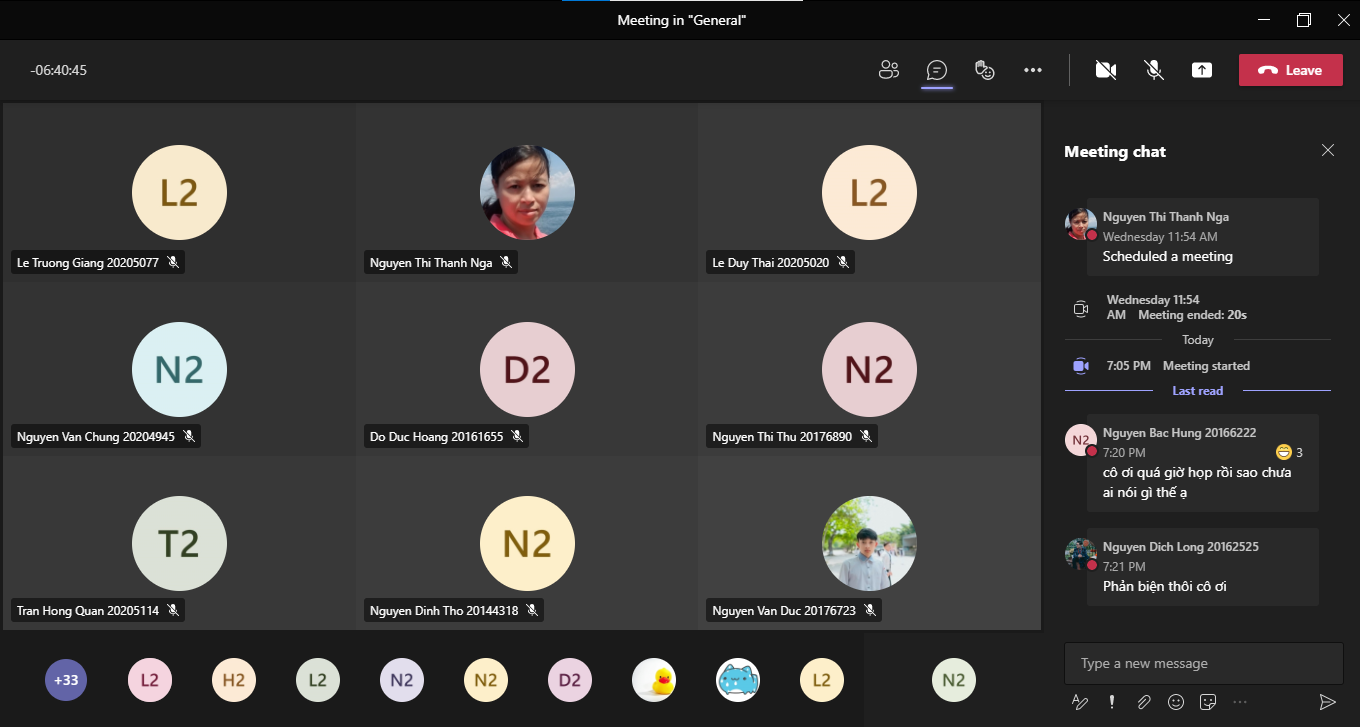 Meeting in "General"
-06:40:45
Leave
L2
Le Truong Giang 20205077
Nguyen Thi Thanh Nga
L2
Le Duy Thai 20205020
N2
Nguyen Van Chung 20204945
D2
Do Duc Hoang 20161655
N2
Nguyen Thi Thu 20176890
T2
Tran Hong Quan 20205114
N2
Nguyen Dinh Tho 20144318
Nguyen Van Duc 20176723
+33
L2
H2
L2
N2
N2
D2
L2
N2
Meeting chat
Nguyen Thi Thanh Nga
Wednesday 11:54 AM
Scheduled a meeting
Wednesday 11:54
AM Meeting ended: 20s
Today
7:05 PM Meeting started
Last read
N2
Nguyen Bac Hung 20166222
7:20 PM
3
cô ơi quá giờ họp rồi sao chưa
ai nói gì thế ạ
Nguyen Dich Long 20162525
7:21 PM
Phản biện thôi cô ơi
Type a new message